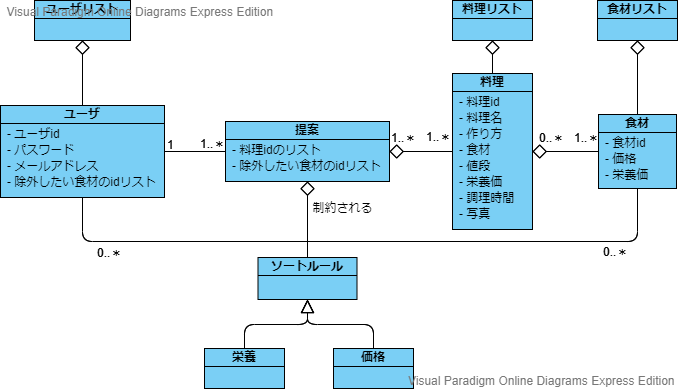 Visual Paradigm Online Diagrams Express Edition
ユーザリスト
料理リスト
食材リスト
ユーザ
- ユーザid
- パスワード
- メールアドレス
- 除外したい食材のidリスト
1
1..*
提案
- 料理idのリスト
- 除外したい食材のidリスト
1..*
1..*
料理
- 料理id
- 料理名
- 作り方
- 食材
- 値段
- 栄養価
- 調理時間
- 写真
0..*
1..*
食材
- 食材id
- 価格
- 栄養価
制約される
0..*
0..*
ソートルール
栄養
価格
Visual Paradigm Online Diagrams Express Edition